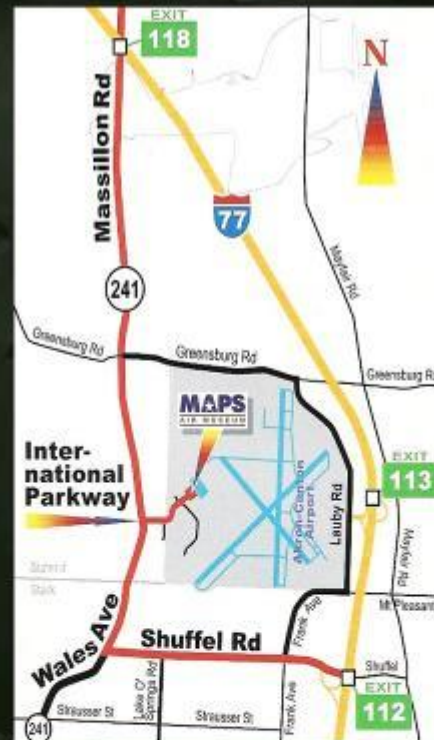 EXIT
118
N
Massillon Rd
77
Mayfair Rd
241
Greensburg Rd
Greensburg Rd
Greensburg Rd
MAPS
AIR MUSEUM
Inter-
national
Parkway
EXIT
113
Akron-Canton
Airport
Lauby Rd
Mayfair Rd
Summit
Stark
Mt Pleasant
Frank Ave
Wales Ave
Shuffel Rd
Shuffel
Lake O'
Springs Rd
Frank Ave
EXIT
112
241
Strausser St
Strausser St